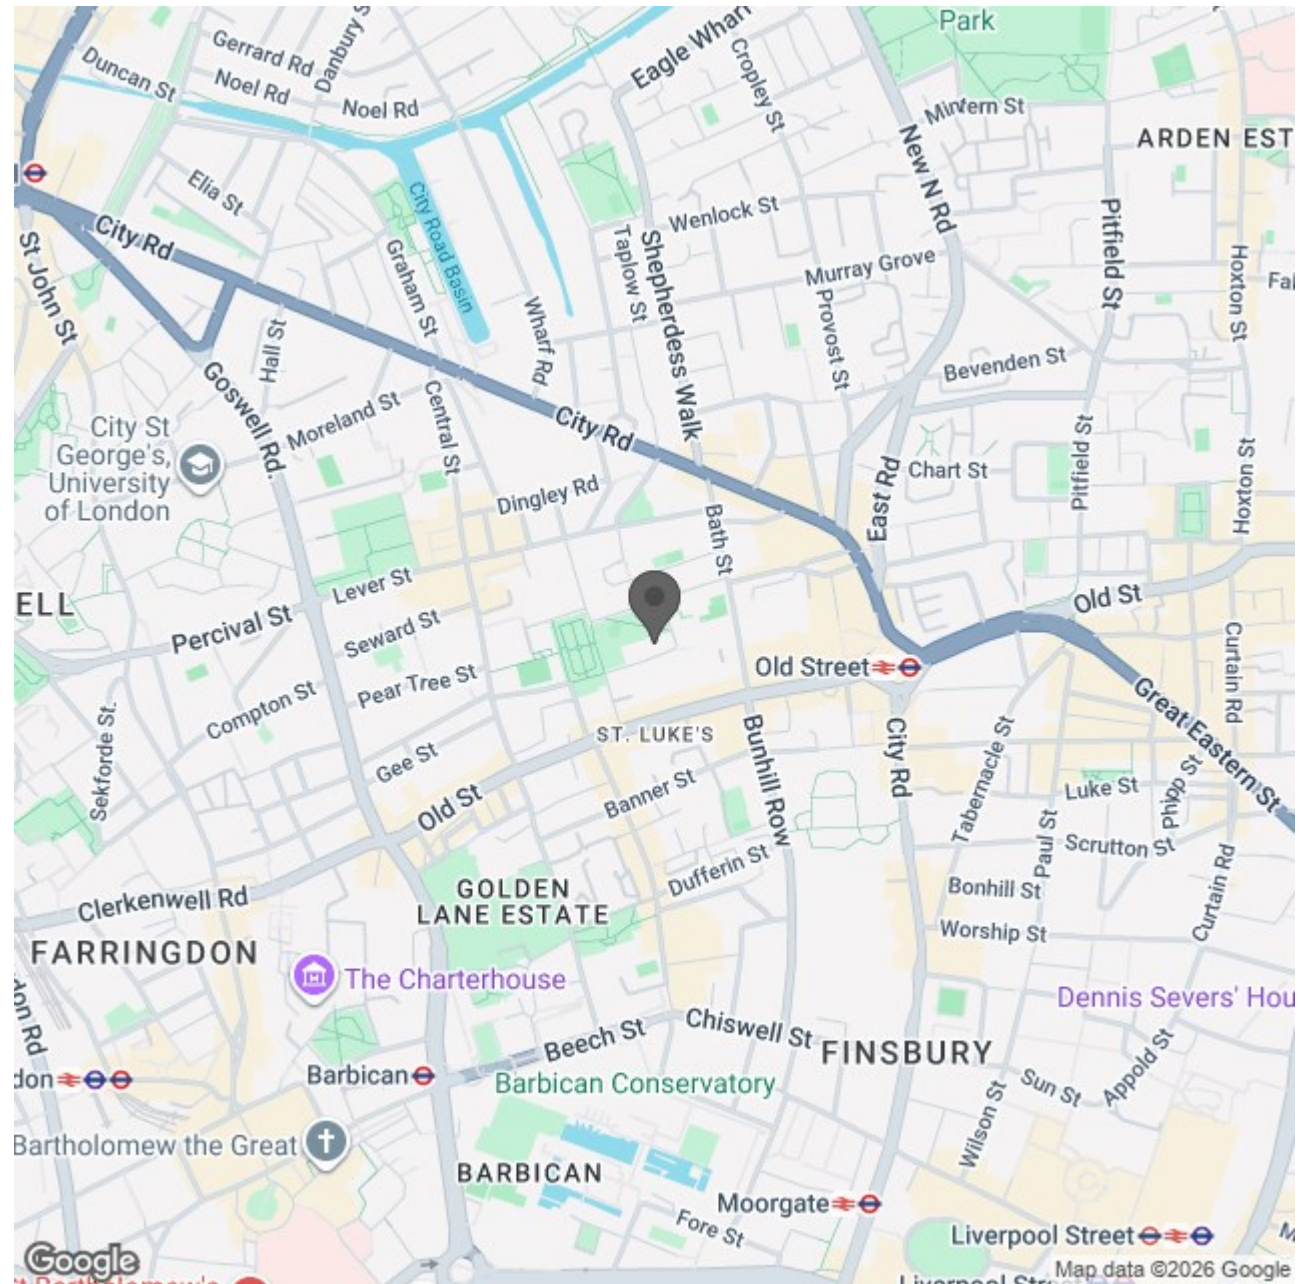 Park
Eagle Wharf
Gerrard Rd
Danbury S
Duncan St
Noel Rd
Noel Rd
Cropley St
Mintern St
New N Rd
ARDEN EST
Elia St
City Rd
City Road Basin
Wenlock St
Pitfield St
St John St
Graham St
Taplow St
Shepherdess Walk
Murray Grove
Hoxton St
Fal
Hall St
Wharf Rd
Provost St
Bevenden St
Goswell Rd.
Moreland St
Central St
City Rd
City St
George's,
University
of London
Pitfield St
Hoxton St
Chart St
East Rd
Dingley Rd
Bath St
ELL
Lever St
Percival St
Seward St
Old St
Curtain Rd
Old Street
Pear Tree St
Compton St
Great Eastern St
Sekforde St.
Gee St
ST. LUKE'S
Bunhill Row
City Rd
Tabernacle St
Banner St
Luke St
Phipp St
Old St
Paul St
Scrutton St
Dufferin St
Curtain Rd
GOLDEN
LANE ESTATE
Bonhill St
Clerkenwell Rd
Worship St
FARRINGDON
The Charterhouse
Dennis Severs' Hou
don Rd
Beech St
Chiswell St
FINSBURY
Appold St
don
Barbican
Barbican Conservatory
Sun St
Wilson St
Bartholomew the Great
BARBICAN
Moorgate
Fore St
Liverpool Street
M
Google
Map data ©2026 Google